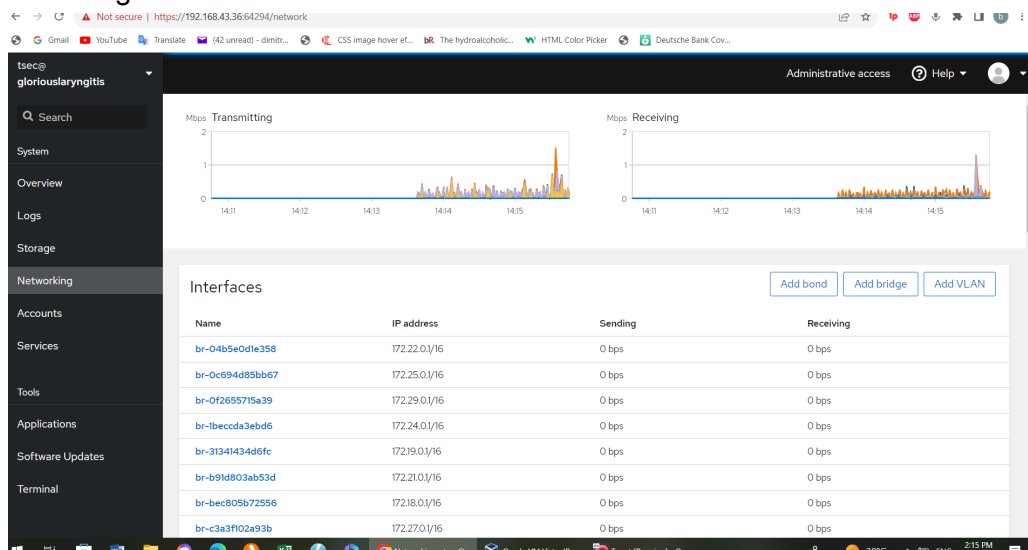 Not secure | https://192.168.43.36:64294/network
Gmail YouTube Translate (42 unread) - dimitr... CSS image hover ef... bR The hydroalcoholic... HTML Color Picker Deutsche Bank Cov...
tsec@
gloriouslaryngitis
Administrative access Help
Search
System
Overview
Logs
Storage
Networking
Accounts
Services
Tools
Applications
Software Updates
Terminal
Mbps Transmitting
2
1
0
14:11 14:12 14:13 14:14 14:15
Mbps Receiving
2
1
0
14:11 14:12 14:13 14:14 14:15
Interfaces
Add bond Add bridge Add VLAN
Name IP address Sending Receiving
br-04b5e0d1e358 172.22.0.1/16 0 bps 0 bps
br-0c694d85bb67 172.25.0.1/16 0 bps 0 bps
br-0f2655715a39 172.29.0.1/16 0 bps 0 bps
br-1beccda3ebd6 172.24.0.1/16 0 bps 0 bps
br-31341434d6fc 172.19.0.1/16 0 bps 0 bps
br-b91d803ab53d 172.21.0.1/16 0 bps 0 bps
br-bec805b72556 172.18.0.1/16 0 bps 0 bps
br-c3a3f102a93b 172.27.0.1/16 0 bps 0 bps
2:15 PM